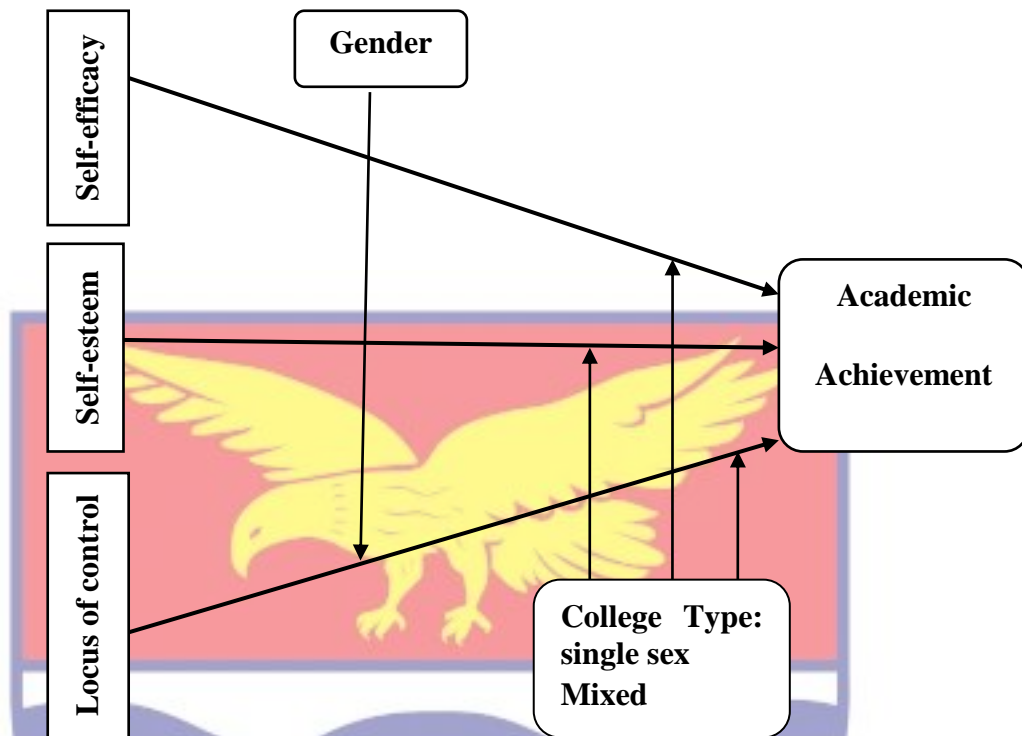 Self-efficacy
Gender
Self-esteem
Academic
Achievement
Locus of control
College Type:
single sex
Mixed